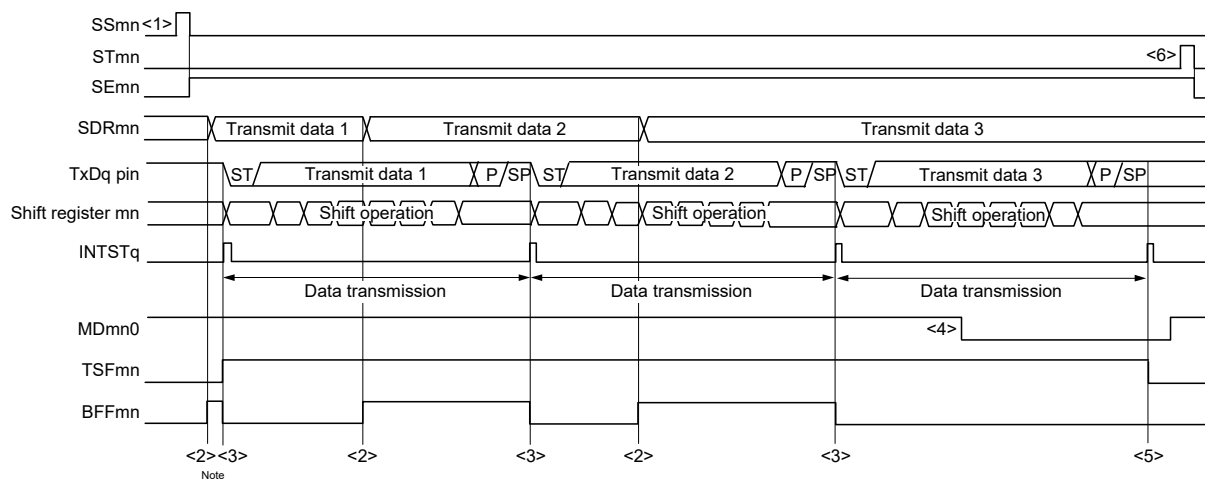 SSmn <1>
STmn <6>
SEmn
SDRmn Transmit data 1 Transmit data 2 Transmit data 3
TxDq pin ST Transmit data 1 P SP ST Transmit data 2 P SP ST Transmit data 3 P SP
Shift register mn Shift operation Shift operation Shift operation
INTSTq
Data transmission Data transmission Data transmission
MDmn0 <4>
TSFmn
BFFmn
<2> <3> <2> <3> <2> <3> <5>
Note